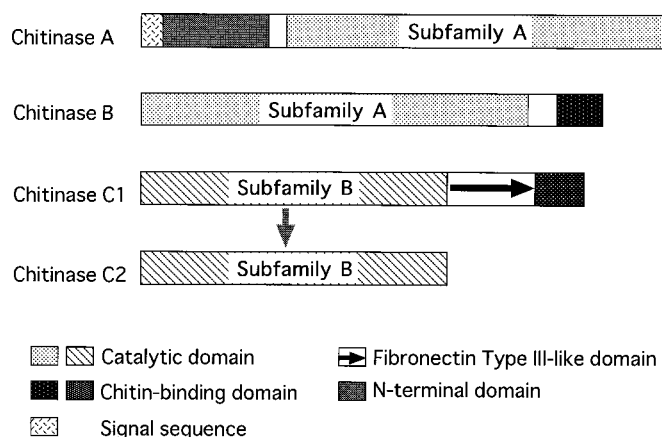 Chitinase A
Subfamily A
Chitinase B
Subfamily A
Chitinase C1
Subfamily B
Chitinase C2
Subfamily B
Catalytic domain
Fibronectin Type III-like domain
Chitin-binding domain
N-terminal domain
Signal sequence